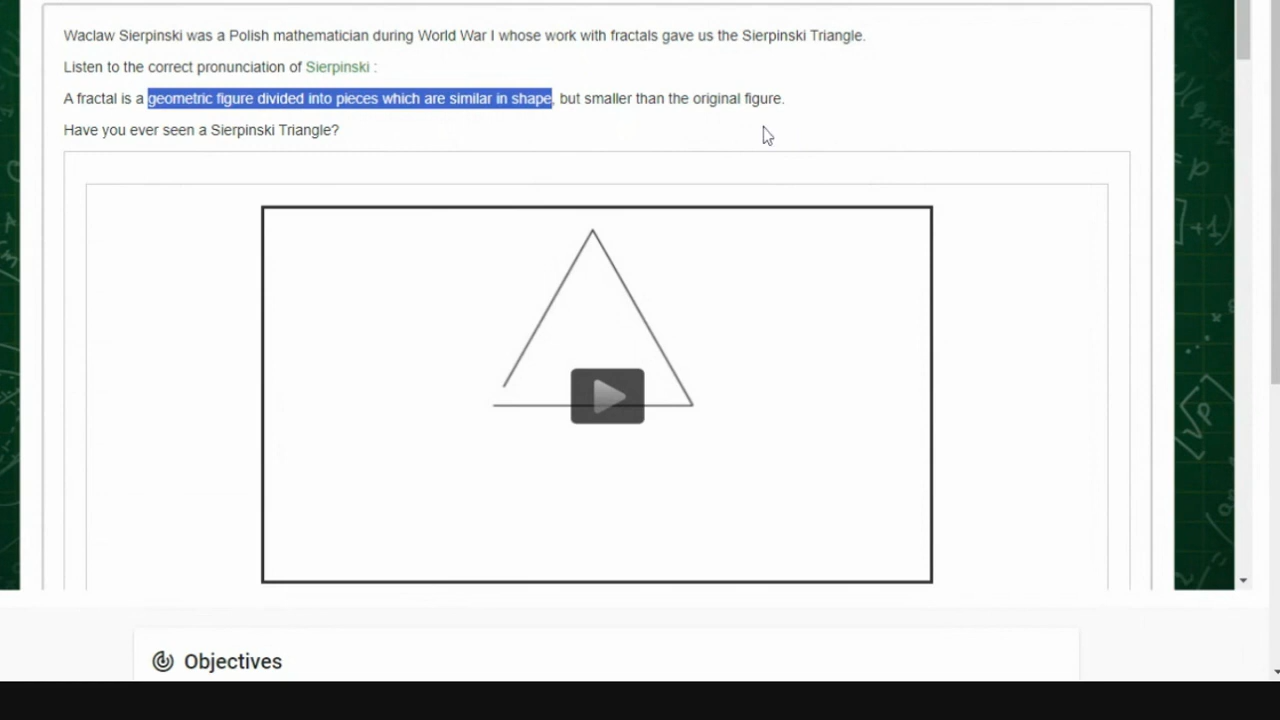 Waclaw Sierpinski was a Polish mathematician during World War I whose work with fractals gave us the Sierpinski Triangle.
Listen to the correct pronunciation of Sierpinski :
A fractal is a geometric figure divided into pieces which are similar in shape, but smaller than the original figure.
Have you ever seen a Sierpinski Triangle?
Objectives